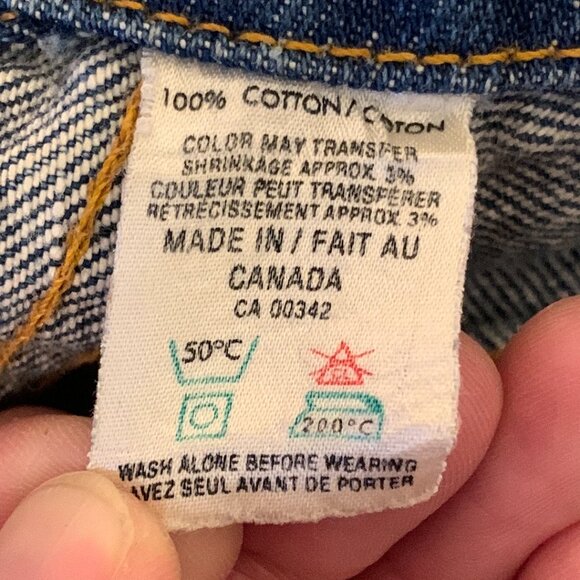 100% COTTON / COTON
COLOR MAY TRANSFER
SHRINKAGE APPROX. 3%
COULEUR PEUT TRANSFERER
RETRECISSEMENT APPROX. 3%
MADE IN / FAIT AU
CANADA
CA 00342
50°C
CL
200°C
WASH ALONE BEFORE WEARING
LAVEZ SEUL AVANT DE PORTER